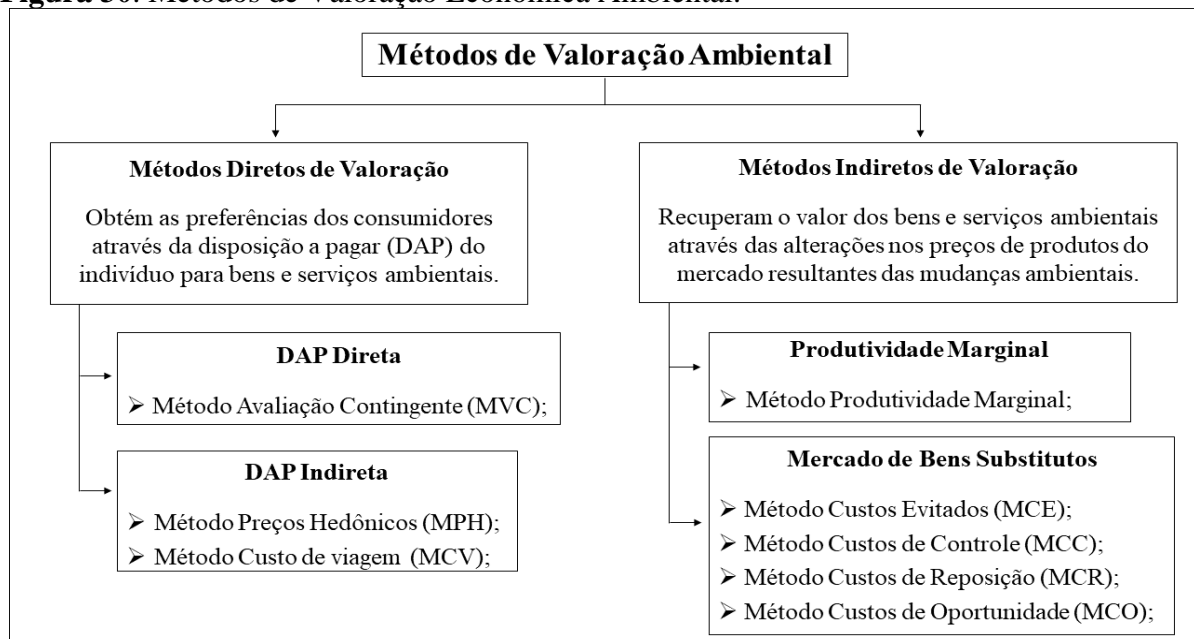 Figura 30: Métodos de Valoração Econômica Ambiental.
Métodos de Valoração Ambiental
Métodos Diretos de Valoração
Obtém as preferências dos consumidores
através da disposição a pagar (DAP) do
indivíduo para bens e serviços ambientais.
DAP Direta
➢ Método Avaliação Contingente (MVC);
DAP Indireta
➢ Método Preços Hedônicos (MPH);
➢ Método Custo de viagem (MCV);
Métodos Indiretos de Valoração
Recuperam o valor dos bens e serviços ambientais
através das alterações nos preços de produtos do
mercado resultantes das mudanças ambientais.
Produtividade Marginal
➢ Método Produtividade Marginal;
Mercado de Bens Substitutos
➢ Método Custos Evitados (MCE);
➢ Método Custos de Controle (MCC);
➢ Método Custos de Reposição (MCR);
➢ Método Custos de Oportunidade (MCO);